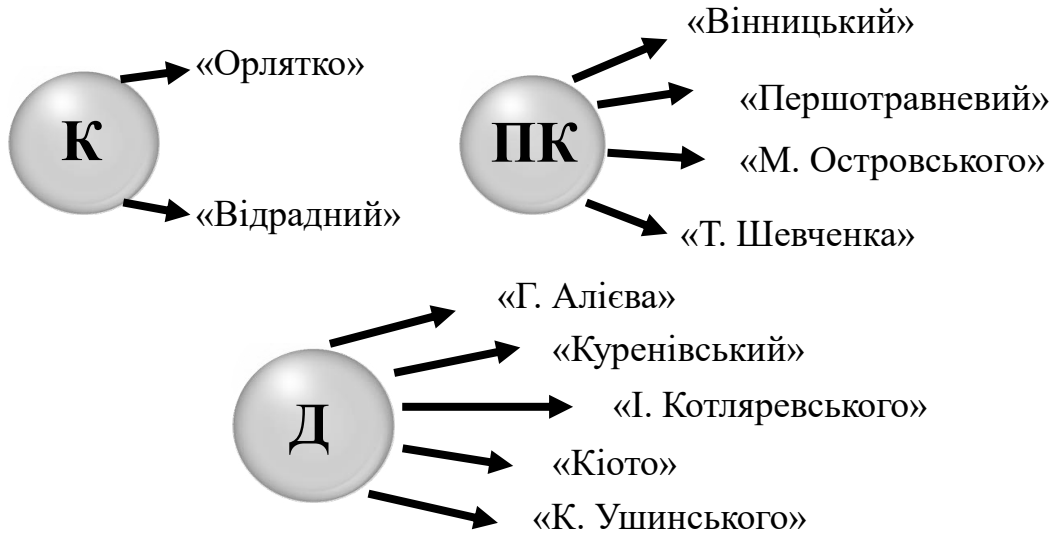 К
«Орлятко»
«Відрадний»
ПК
«Вінницький»
«Першотравневий»
«М. Островського»
«Т. Шевченка»
Д
«Г. Алієва»
«Куренівський»
«І. Котляревського»
«Кіото»
«К. Ушинського»